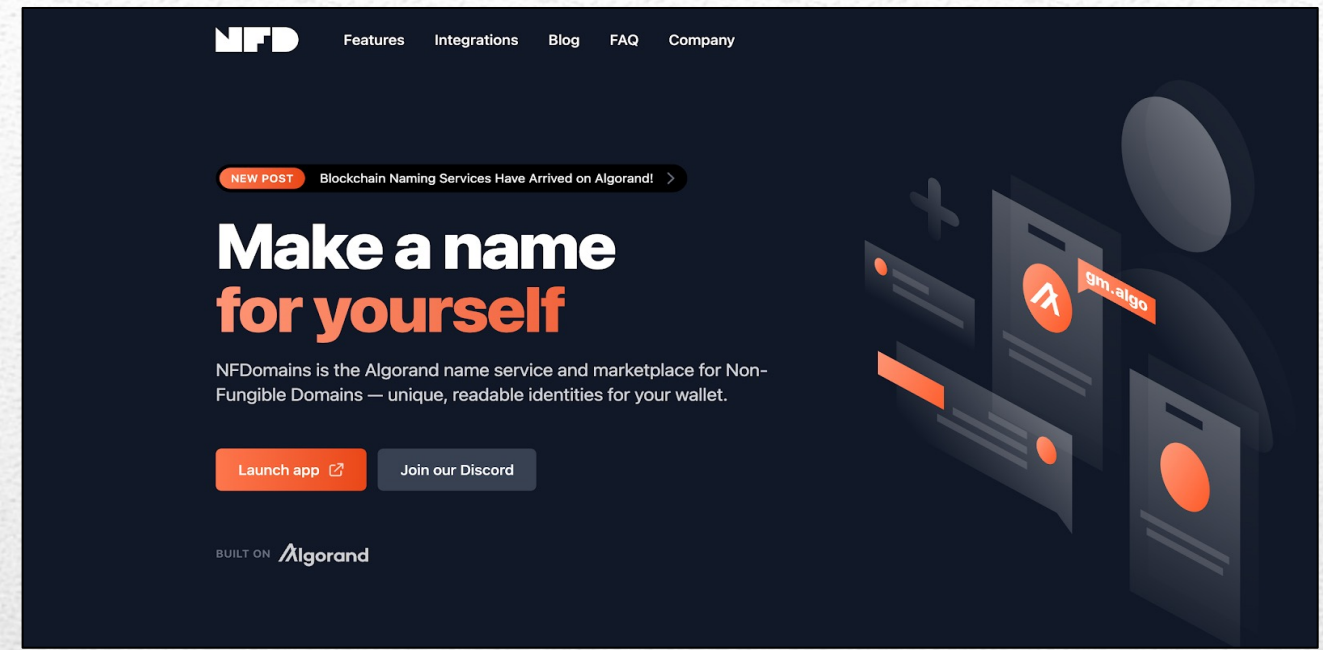 NFD
Features Integrations Blog FAQ Company
NEW POST Blockchain Naming Services Have Arrived on Algorand!
Make a name
for yourself
NFDomains is the Algorand name service and marketplace for Non-
Fungible Domains — unique, readable identities for your wallet.
Launch app Join our Discord
BUILT ON Algorand
gm.algo